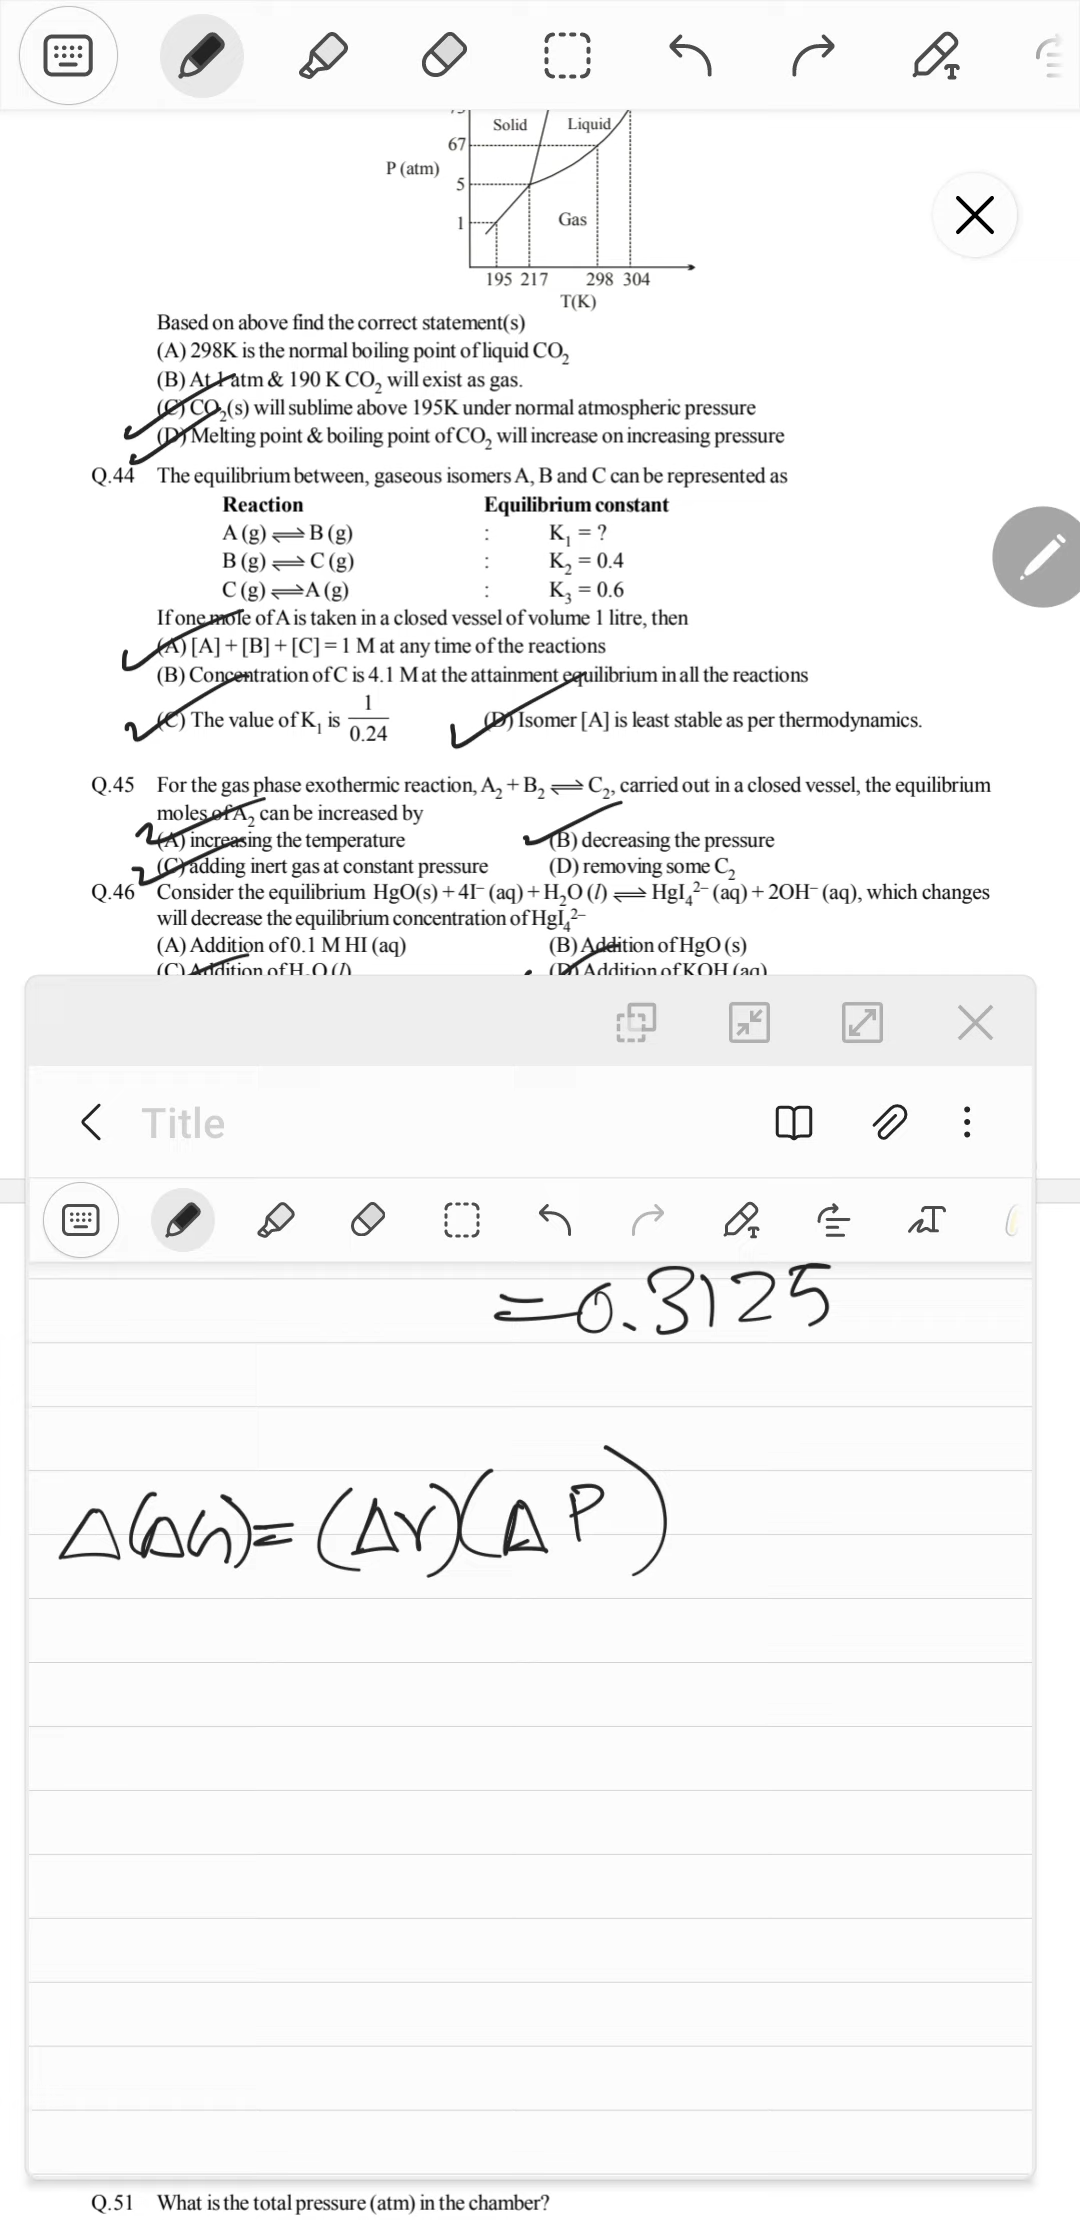 Solid Liquid
67
P (atm)
5
1
Gas
195 217 298 304
T(K)
Based on above find the correct statement(s)
(A) 298K is the normal boiling point of liquid CO₂
(B) At 1 atm & 190 K CO₂ will exist as gas.
(C) CO₂(s) will sublime above 195K under normal atmospheric pressure
(D) Melting point & boiling point of CO₂ will increase on increasing pressure
Q.44 The equilibrium between, gaseous isomers A, B and C can be represented as
Reaction Equilibrium constant
A (g) ⇌ B (g) : K₁ = ?
B (g) ⇌ C (g) : K₂ = 0.4
C (g) ⇌ A (g) : K₃ = 0.6
If one mole of A is taken in a closed vessel of volume 1 litre, then
(A) [A] + [B] + [C] = 1 M at any time of the reactions
(B) Concentration of C is 4.1 M at the attainment equilibrium in all the reactions
(C) The value of K₁ is 1/0.24 (D) Isomer [A] is least stable as per thermodynamics.
Q.45 For the gas phase exothermic reaction, A₂ + B₂ ⇌ C₂, carried out in a closed vessel, the equilibrium
moles of A₂ can be increased by
(A) increasing the temperature (B) decreasing the pressure
(C) adding inert gas at constant pressure (D) removing some C₂
Q.46 Consider the equilibrium HgO(s) + 4I⁻ (aq) + H₂O (l) ⇌ HgI₄²⁻ (aq) + 2OH⁻ (aq), which changes
will decrease the equilibrium concentration of HgI₄²⁻
(A) Addition of 0.1 M HI (aq) (B) Addition of HgO (s)
(C) Addition of H₂O (l) (D) Addition of KOH (aq)
Title
=0.3125
Δ(ΔG)=(ΔV)(ΔP)
Q.51 What is the total pressure (atm) in the chamber?